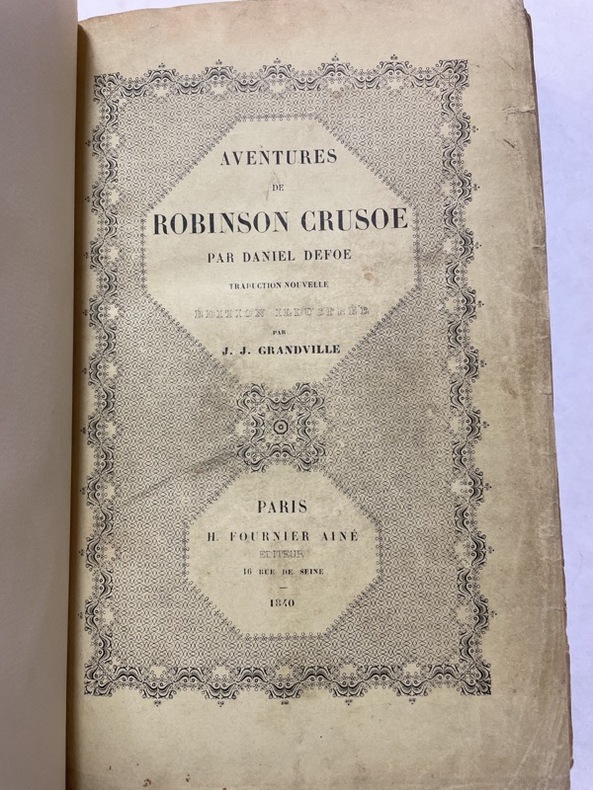 AVENTURES
DE
ROBINSON CRUSOE
PAR DANIEL DEFOE
TRADUCTION NOUVELLE
ÉDITION ILLUSTRÉE
PAR
J. J. GRANDVILLE
PARIS
H. FOURNIER AINÉ
EDITEUR
16 RUE DE SEINE
—
1840